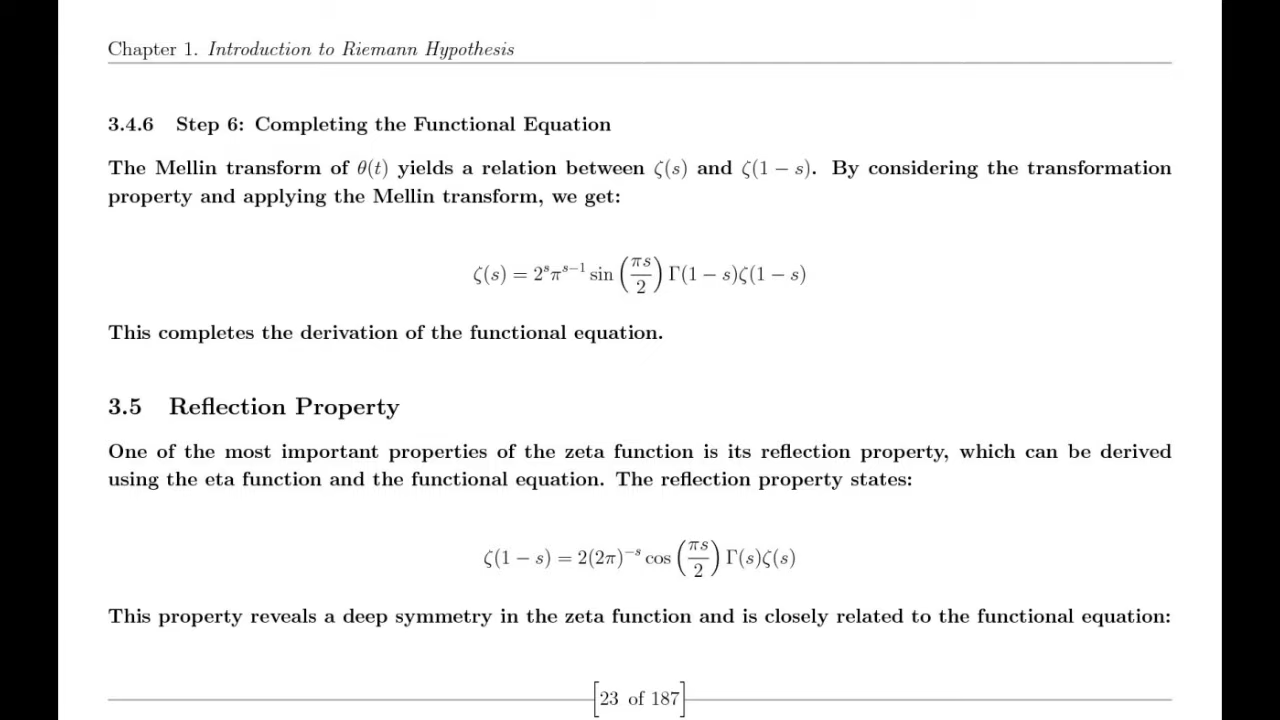 Chapter 1. Introduction to Riemann Hypothesis
3.4.6 Step 6: Completing the Functional Equation
The Mellin transform of θ(t) yields a relation between ζ(s) and ζ(1 − s). By considering the transformation
property and applying the Mellin transform, we get:
ζ(s) = 2^s π^{s−1} sin (πs/2) Γ(1 − s)ζ(1 − s)
This completes the derivation of the functional equation.
3.5 Reflection Property
One of the most important properties of the zeta function is its reflection property, which can be derived
using the eta function and the functional equation. The reflection property states:
ζ(1 − s) = 2(2π)^{−s} cos (πs/2) Γ(s)ζ(s)
This property reveals a deep symmetry in the zeta function and is closely related to the functional equation:
[23 of 187]